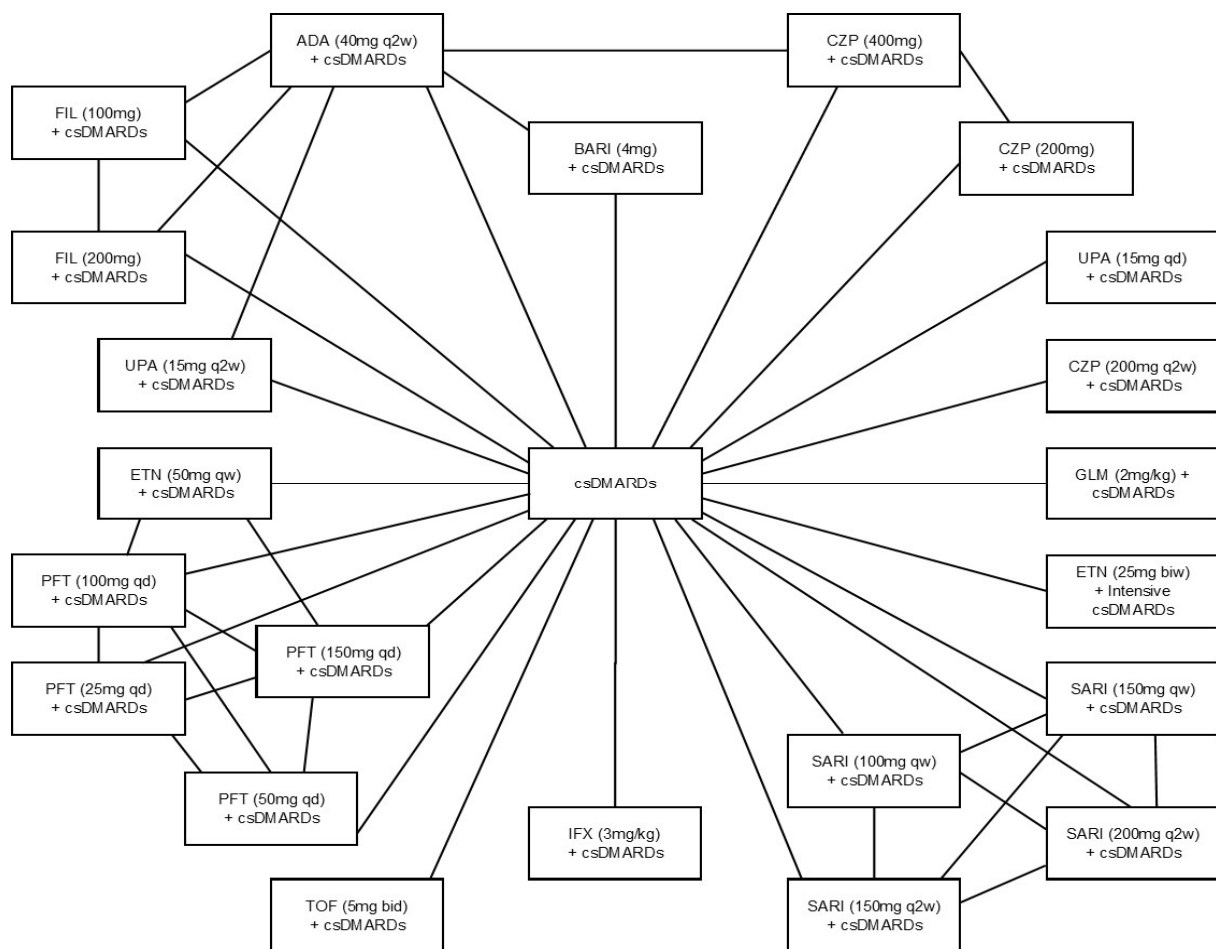 ADA (40mg q2w)
+ csDMARDs
CZP (400mg)
+ csDMARDs
FIL (100mg)
+ csDMARDs
BARI (4mg)
+ csDMARDs
CZP (200mg)
+ csDMARDs
FIL (200mg)
+ csDMARDs
UPA (15mg qd)
+ csDMARDs
UPA (15mg q2w)
+ csDMARDs
CZP (200mg q2w)
+ csDMARDs
ETN (50mg qw)
+ csDMARDs
csDMARDs
GLM (2mg/kg) +
csDMARDs
PFT (100mg qd)
+ csDMARDs
ETN (25mg biw)
+ Intensive
csDMARDs
PFT (150mg qd)
+ csDMARDs
PFT (25mg qd)
+ csDMARDs
SARI (150mg qw)
+ csDMARDs
SARI (100mg qw)
+ csDMARDs
PFT (50mg qd)
+ csDMARDs
IFX (3mg/kg)
+ csDMARDs
SARI (200mg q2w)
+ csDMARDs
TOF (5mg bid)
+ csDMARDs
SARI (150mg q2w)
+ csDMARDs